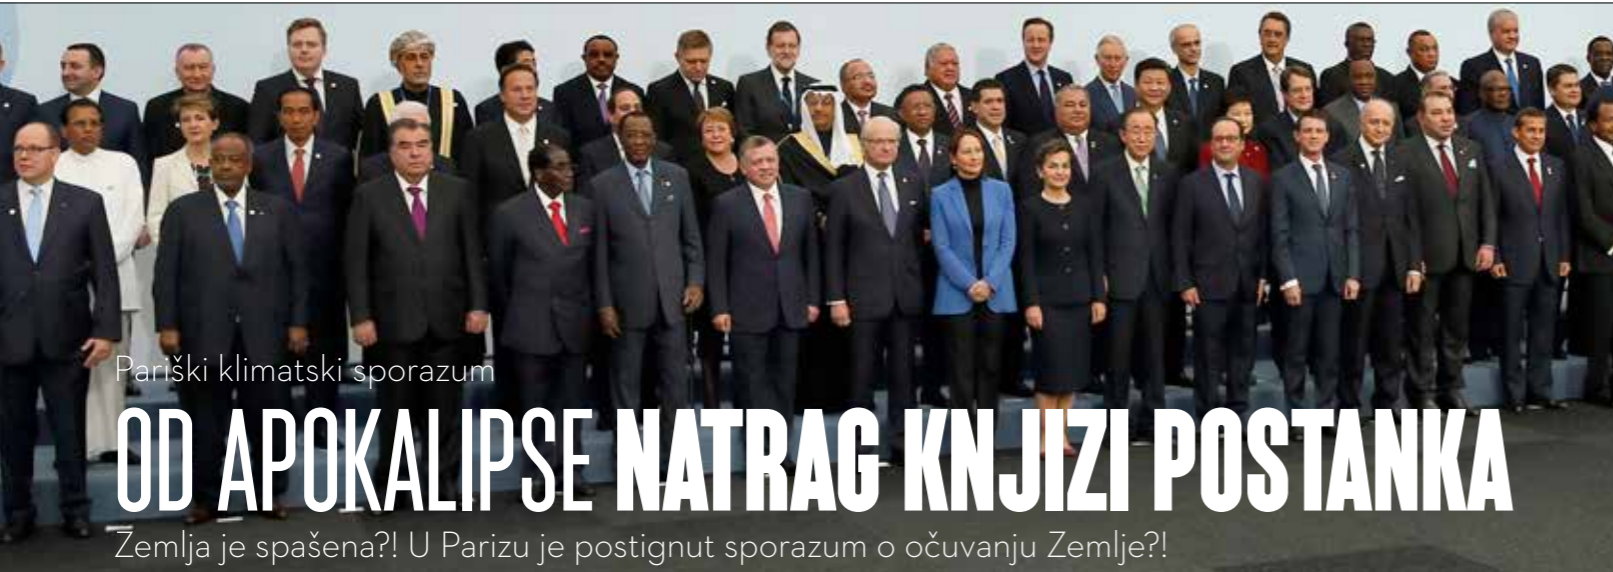 Pariški klimatski sporazum
OD APOKALIPSE NATRAG KNJIZI POSTANKA
Zemlja je spašena?! U Parizu je postignut sporazum o očuvanju Zemlje?!